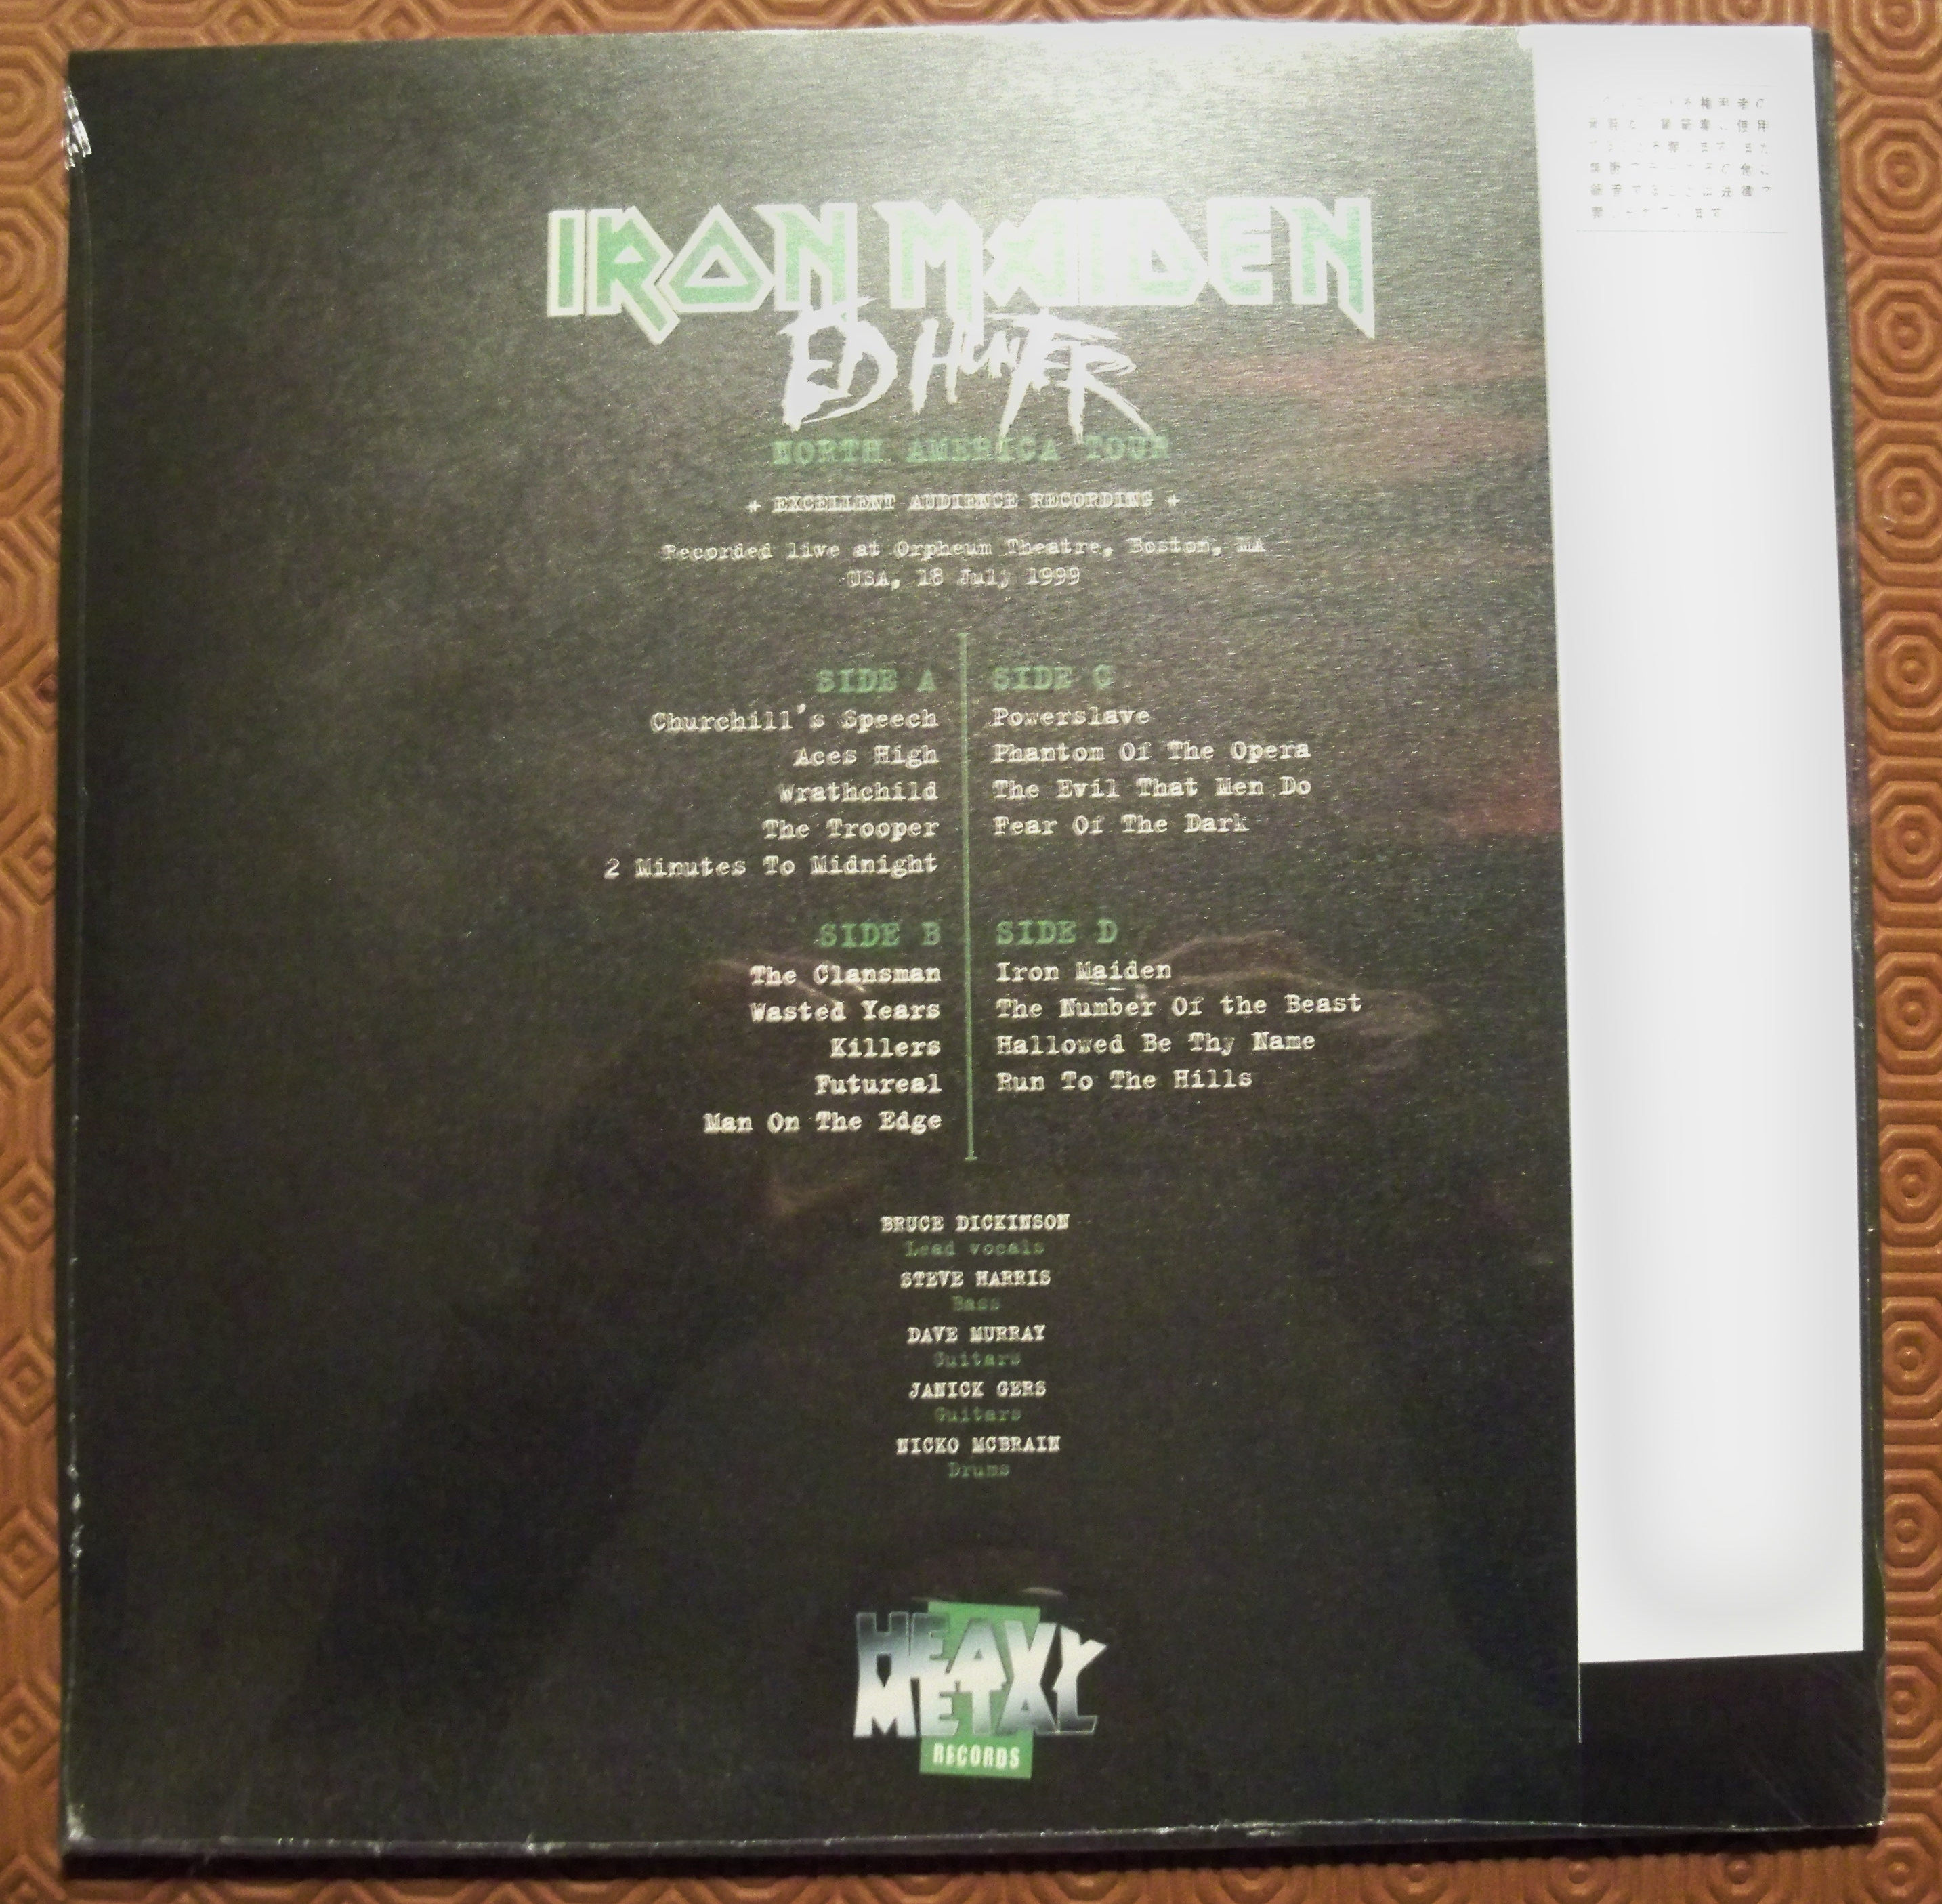 IRON MAIDEN
ED HUNTER
NORTH AMERICA TOUR
+ EXCELLENT AUDIENCE RECORDING +
Recorded live at Orpheum Theatre, Boston, MA
USA, 18 July 1999
SIDE A
Churchill's Speech
Aces High
Wrathchild
The Trooper
2 Minutes To Midnight
SIDE B
The Clansman
Wasted Years
Killers
Futureal
Man On The Edge
SIDE C
Powerslave
Phantom Of The Opera
The Evil That Men Do
Fear Of The Dark
SIDE D
Iron Maiden
The Number Of the Beast
Hallowed Be Thy Name
Run To The Hills
BRUCE DICKINSON
Lead vocals
STEVE HARRIS
Bass
DAVE MURRAY
Guitars
JANICK GERS
Guitars
NICKO MCBRAIN
Drums
HEAVY
METAL
RECORDS